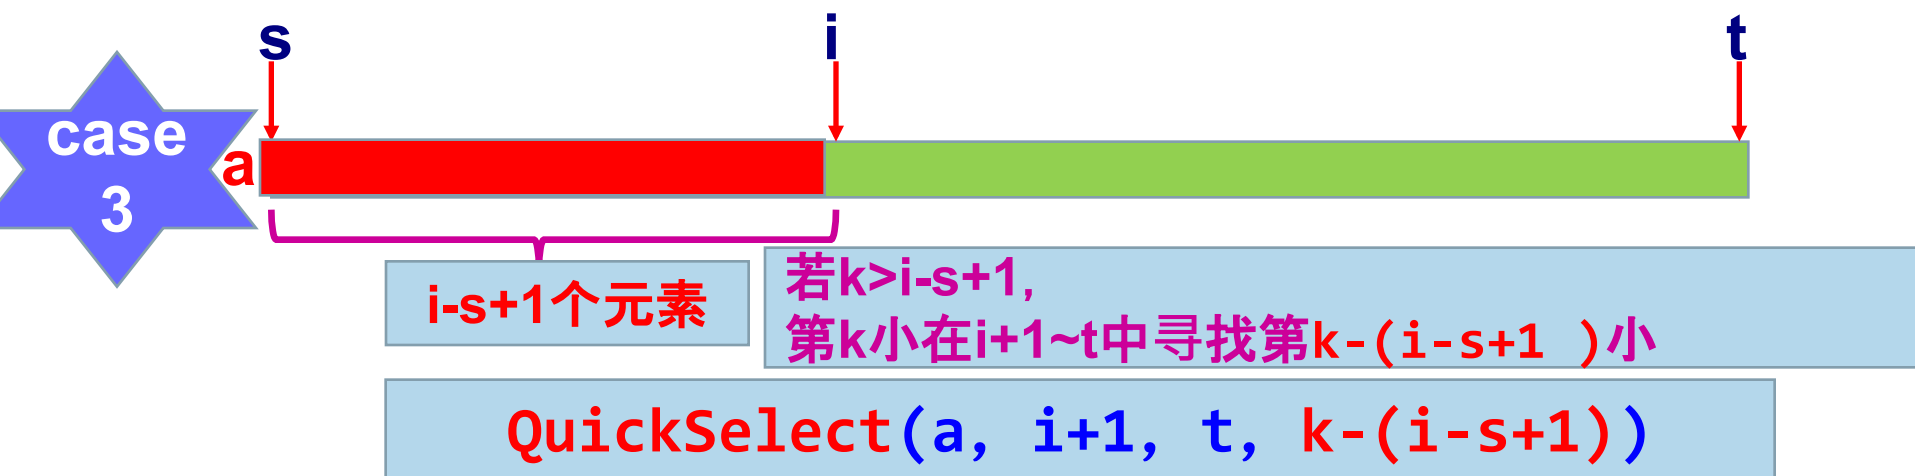 s i t
case
3
a
i-s+1个元素
若k>i-s+1,
第k小在i+1~t中寻找第k-(i-s+1 )小
QuickSelect(a, i+1, t, k-(i-s+1))